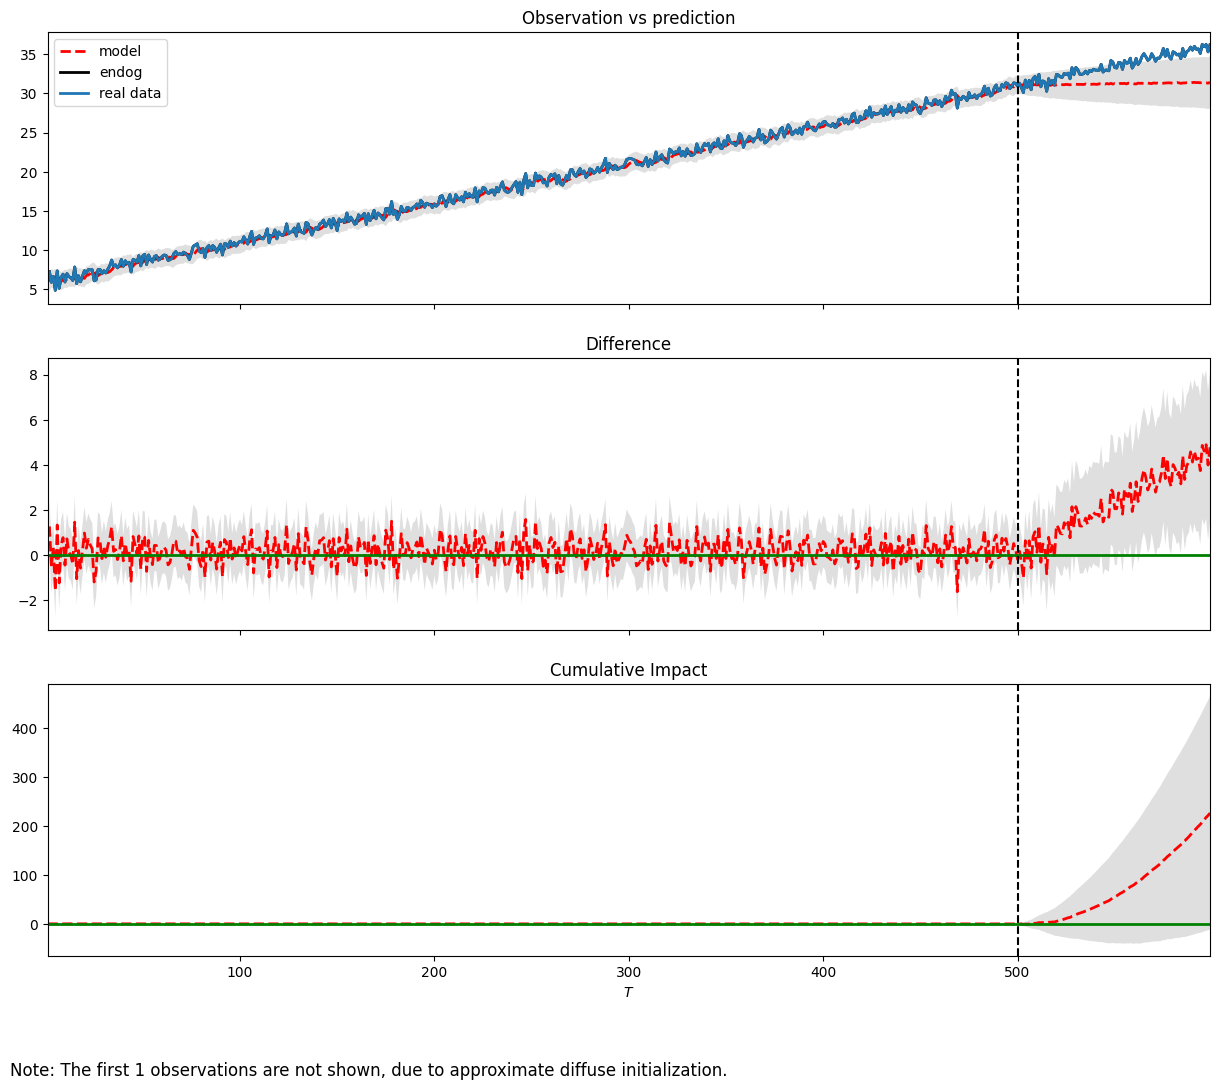 Observation vs prediction
35
30
25
20
15
10
5
model
endog
real data
Difference
8
6
4
2
0
−2
Cumulative Impact
400
300
200
100
0
100 200 300 400 500
T
Note: The first 1 observations are not shown, due to approximate diffuse initialization.